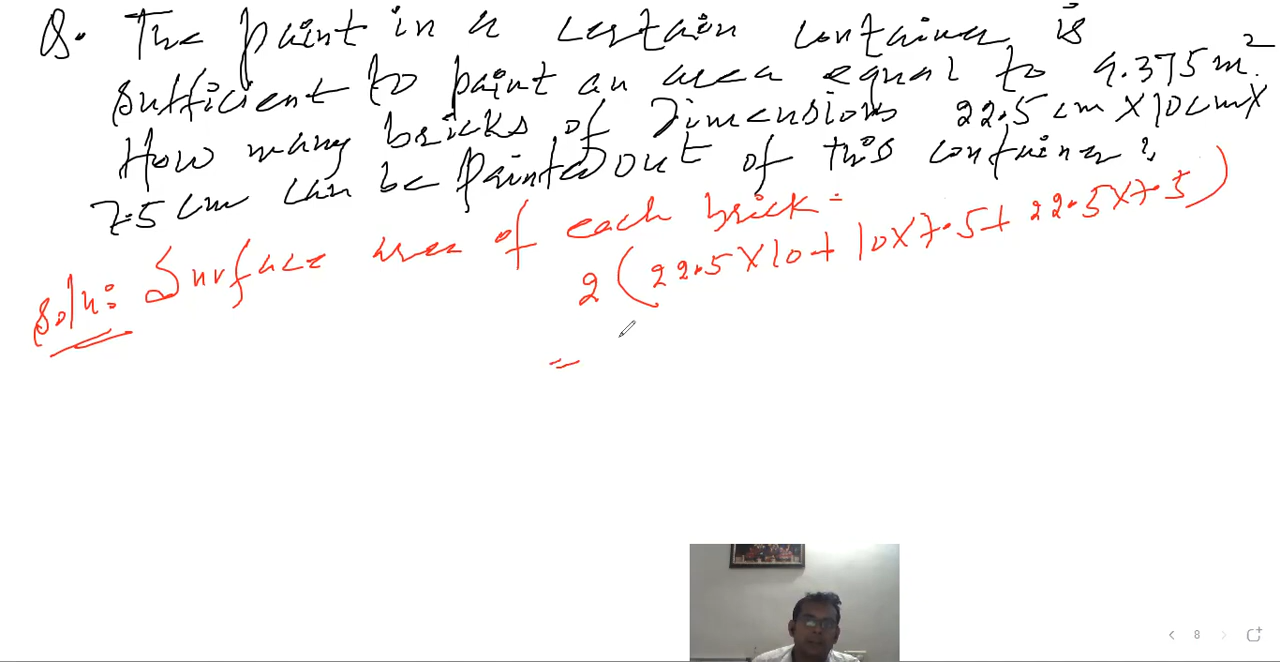 Q. The paint in a certain container is
sufficient to paint an area equal to 9.375 m².
How many bricks of Dimensions 22.5 cm X 10 cm X
7.5 cm can be painted out of this container?
Soln: Surface area of each brick =
2 (22.5 X 10 + 10 X 7.5 + 22.5 X 7.5)
=
8